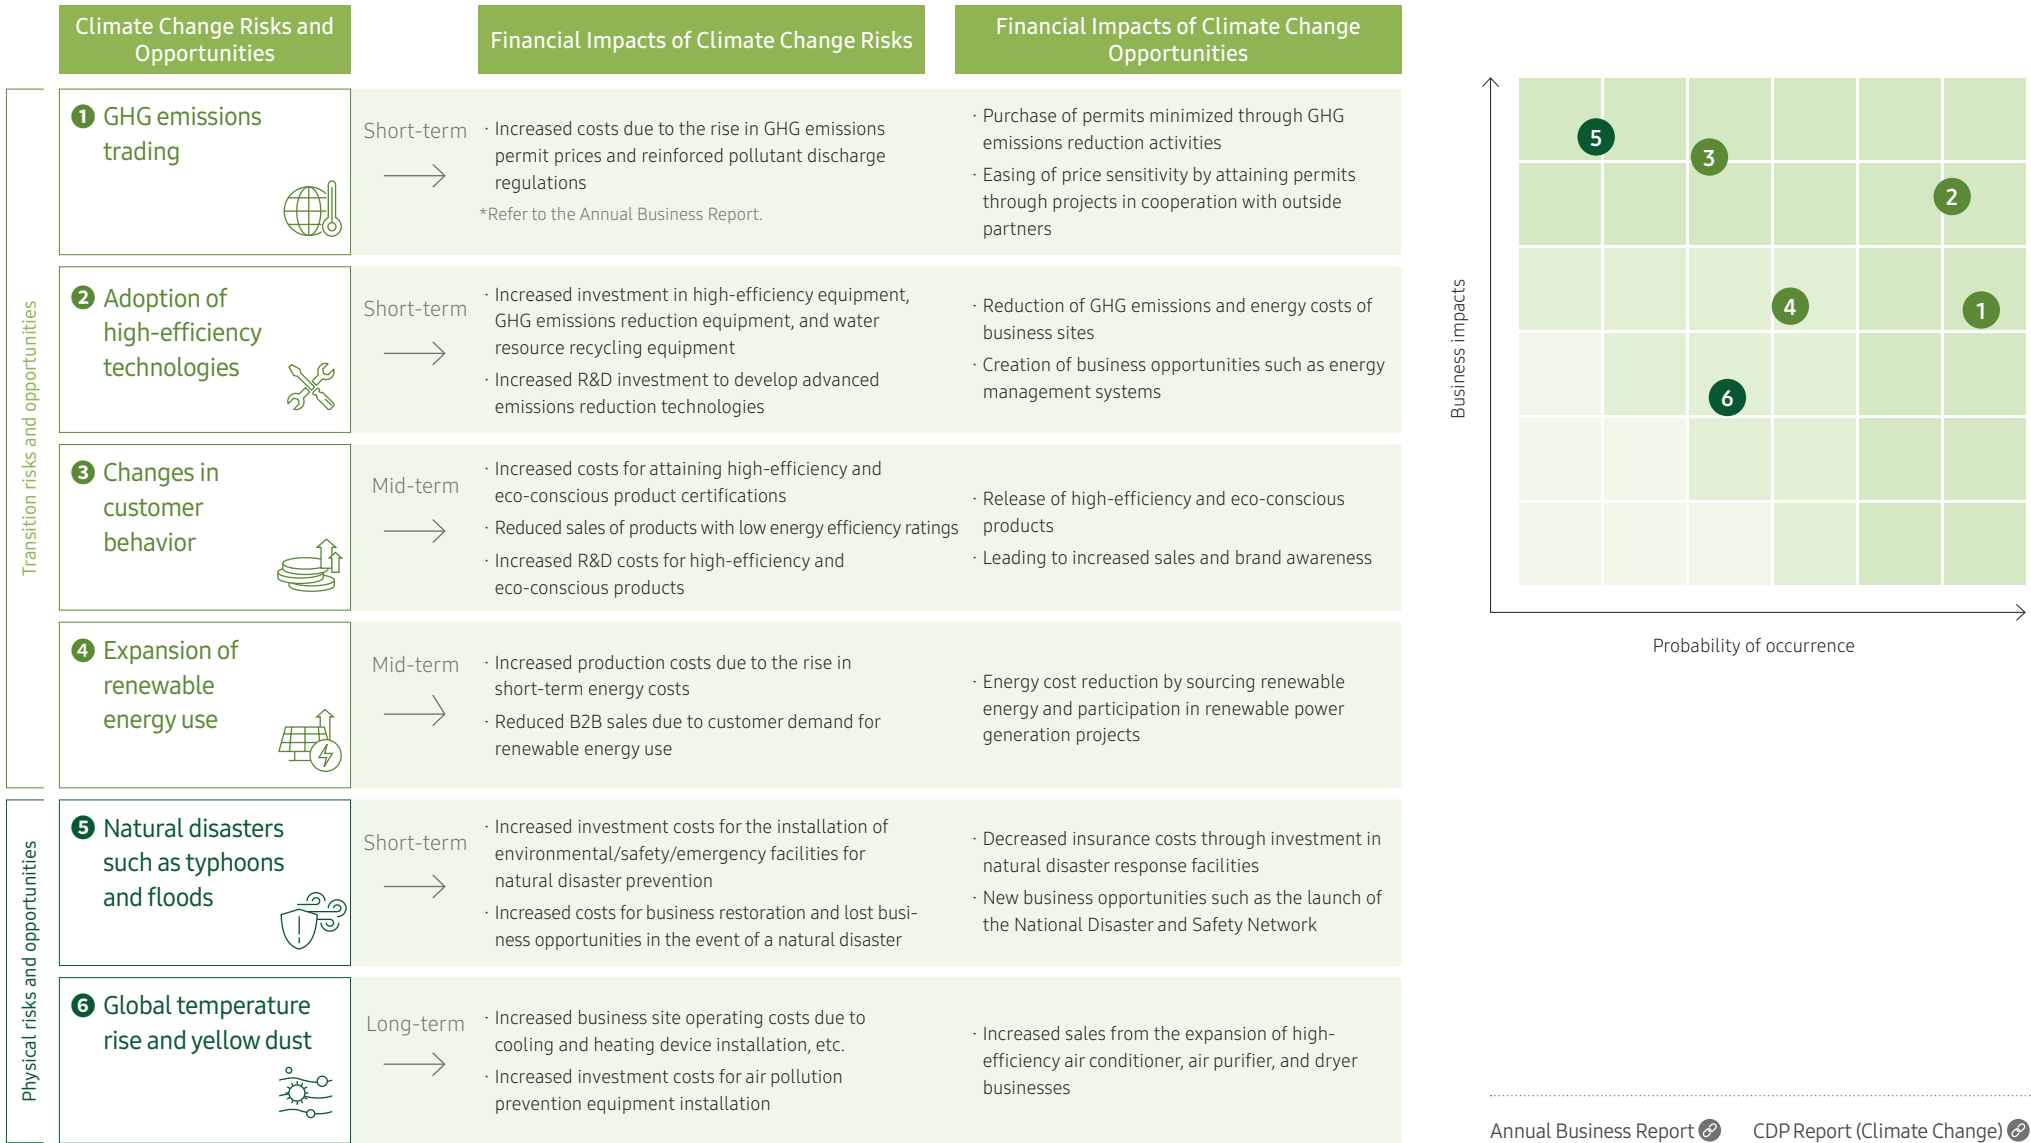 Climate Change Risks and
Opportunities
Financial Impacts of Climate Change Risks
Financial Impacts of Climate Change
Opportunities
Transition risks and opportunities
1 GHG emissions
trading
Short-term
· Increased costs due to the rise in GHG emissions
permit prices and reinforced pollutant discharge
regulations
*Refer to the Annual Business Report.
· Purchase of permits minimized through GHG
emissions reduction activities
· Easing of price sensitivity by attaining permits
through projects in cooperation with outside
partners
2 Adoption of
high-efficiency
technologies
Short-term
· Increased investment in high-efficiency equipment,
GHG emissions reduction equipment, and water
resource recycling equipment
· Increased R&D investment to develop advanced
emissions reduction technologies
· Reduction of GHG emissions and energy costs of
business sites
· Creation of business opportunities such as energy
management systems
3 Changes in
customer
behavior
Mid-term
· Increased costs for attaining high-efficiency and
eco-conscious product certifications
· Reduced sales of products with low energy efficiency ratings
· Increased R&D costs for high-efficiency and
eco-conscious products
· Release of high-efficiency and eco-conscious
products
· Leading to increased sales and brand awareness
4 Expansion of
renewable
energy use
Mid-term
· Increased production costs due to the rise in
short-term energy costs
· Reduced B2B sales due to customer demand for
renewable energy use
· Energy cost reduction by sourcing renewable
energy and participation in renewable power
generation projects
Physical risks and opportunities
5 Natural disasters
such as typhoons
and floods
Short-term
· Increased investment costs for the installation of
environmental/safety/emergency facilities for
natural disaster prevention
· Increased costs for business restoration and lost busi-
ness opportunities in the event of a natural disaster
· Decreased insurance costs through investment in
natural disaster response facilities
· New business opportunities such as the launch of
the National Disaster and Safety Network
6 Global temperature
rise and yellow dust
Long-term
· Increased business site operating costs due to
cooling and heating device installation, etc.
· Increased investment costs for air pollution
prevention equipment installation
· Increased sales from the expansion of high-
efficiency air conditioner, air purifier, and dryer
businesses
Business impacts
5
3
2
4
1
6
Probability of occurrence
Annual Business Report
CDP Report (Climate Change)